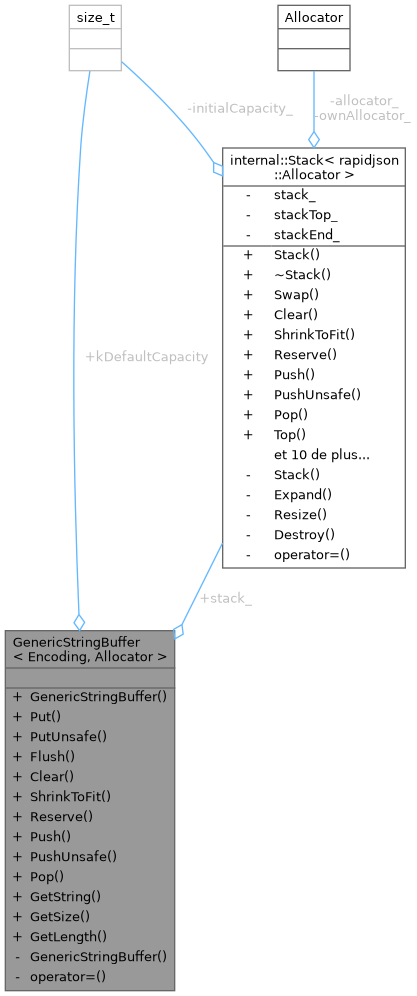 size_t
Allocator
-initialCapacity_
-allocator_
-ownAllocator_
internal::Stack< rapidjson
::Allocator >
- stack_
- stackTop_
- stackEnd_
+ Stack()
+ ~Stack()
+ Swap()
+ Clear()
+ ShrinkToFit()
+ Reserve()
+ Push()
+ PushUnsafe()
+ Pop()
+ Top()
et 10 de plus...
- Stack()
- Expand()
- Resize()
- Destroy()
- operator=()
+kDefaultCapacity
+stack_
GenericStringBuffer
< Encoding, Allocator >
+ GenericStringBuffer()
+ Put()
+ PutUnsafe()
+ Flush()
+ Clear()
+ ShrinkToFit()
+ Reserve()
+ Push()
+ PushUnsafe()
+ Pop()
+ GetString()
+ GetSize()
+ GetLength()
- GenericStringBuffer()
- operator=()